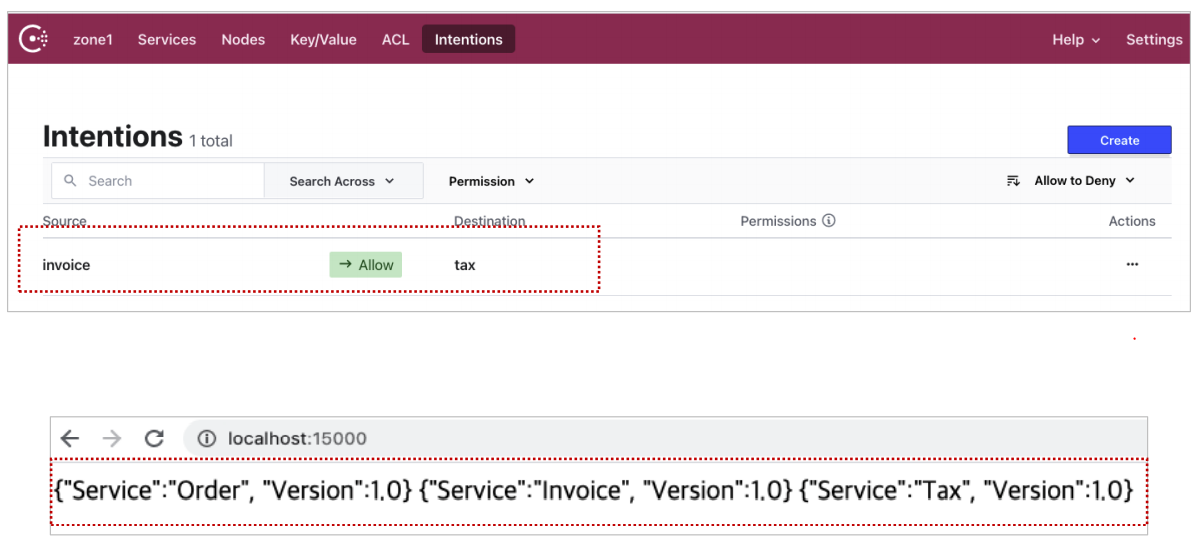 zone1 Services Nodes Key/Value ACL Intentions Help Settings
Intentions 1 total
Create
Search Search Across Permission Allow to Deny
Source Destination Permissions Actions
invoice → Allow tax ...
localhost:15000
{"Service":"Order", "Version":1.0} {"Service":"Invoice", "Version":1.0} {"Service":"Tax", "Version":1.0}